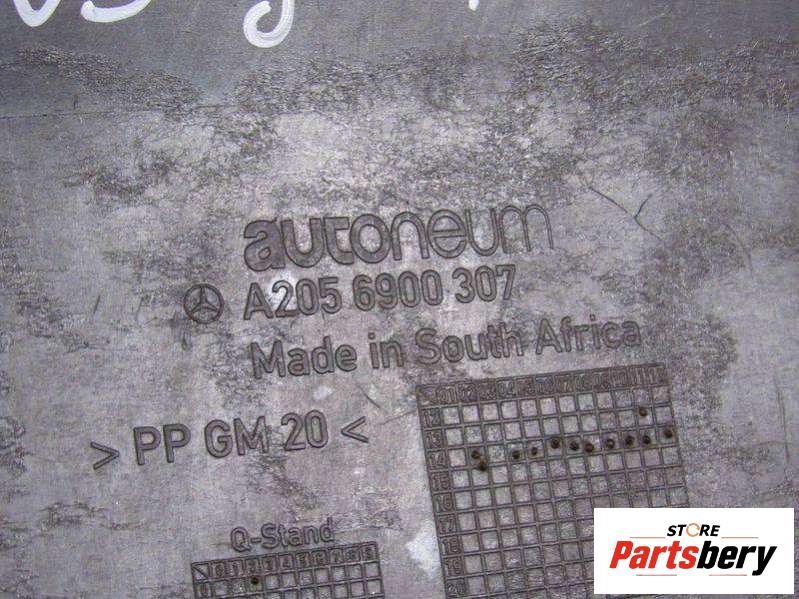 autoneum
A205 6900 307
Made in South Africa
> PP GM 20 <
Q-Stand
STORE
Partsbery